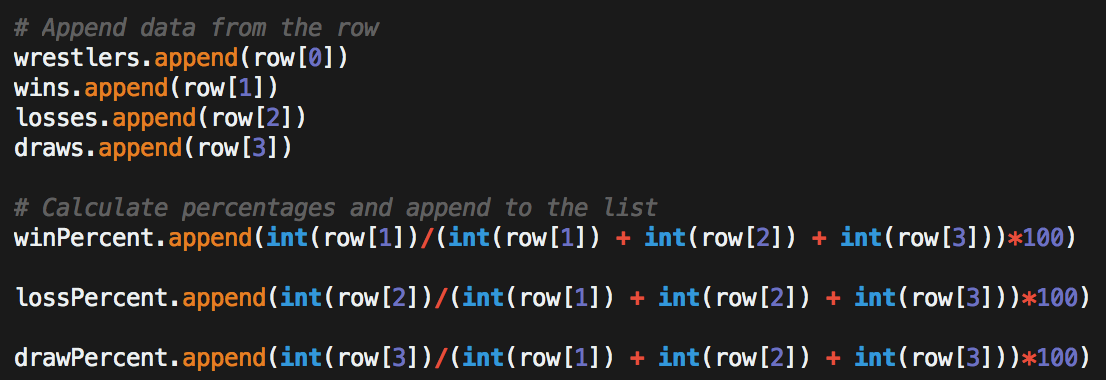 # Append data from the row
wrestlers.append(row[0])
wins.append(row[1])
losses.append(row[2])
draws.append(row[3])
# Calculate percentages and append to the list
winPercent.append(int(row[1])/(int(row[1]) + int(row[2]) + int(row[3]))*100)
lossPercent.append(int(row[2])/(int(row[1]) + int(row[2]) + int(row[3]))*100)
drawPercent.append(int(row[3])/(int(row[1]) + int(row[2]) + int(row[3]))*100)